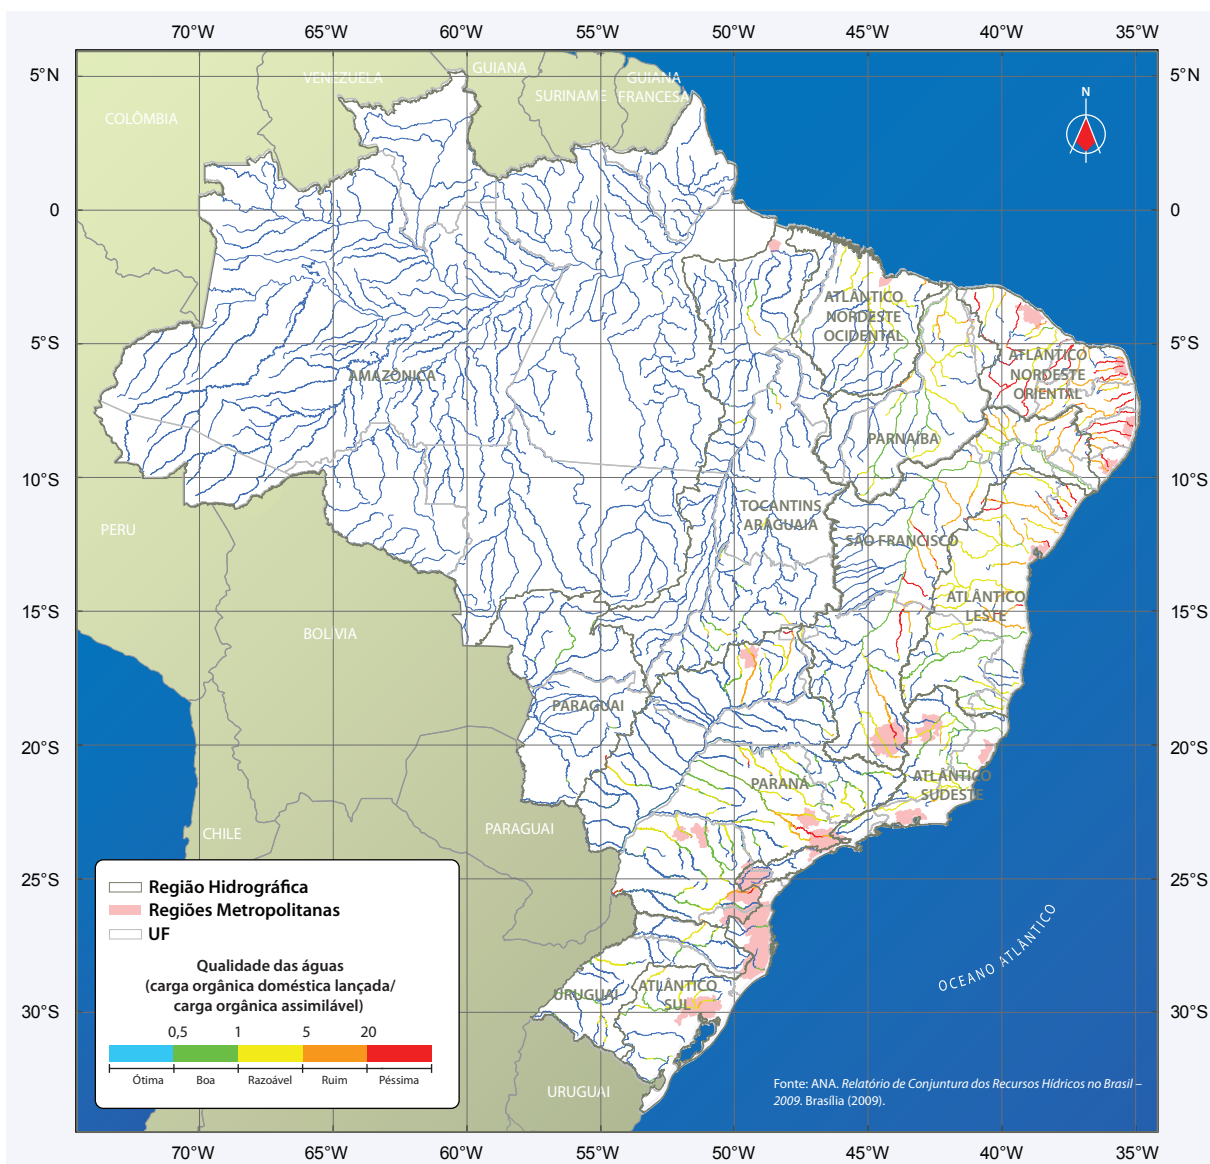 70°W 65°W 60°W 55°W 50°W 45°W 40°W 35°W
5°N
5°N
VENEZUELA
GUIANA
SURINAME
GUIANA
FRANCESA
COLÔMBIA
N
0
0
ATLÂNTICO
NORDESTE
OCIDENTAL
5°S
5°S
ATLÂNTICO
NORDESTE
ORIENTAL
AMAZÔNICA
PARNAÍBA
10°S
10°S
PERU
TOCANTINS
ARAGUAIA
SÃO FRANCISCO
ATLÂNTICO
LESTE
15°S
15°S
BOLIVIA
PARAGUAI
20°S
20°S
PARANÁ
ATLÂNTICO
SUDESTE
CHILE
PARAGUAI
25°S
25°S
Região Hidrográfica
Regiões Metropolitanas
UF
Qualidade das águas
(carga orgânica doméstica lançada/
carga orgânica assimilável)
0,5 1 5 20
Ótima Boa Razoável Ruim Péssima
OCEANO ATLÂNTICO
URUGUAI
ATLÂNTICO
SUL
30°S
30°S
URUGUAI
Fonte: ANA. Relatório de Conjuntura dos Recursos Hídricos no Brasil –
2009. Brasília (2009).
70°W 65°W 60°W 55°W 50°W 45°W 40°W 35°W